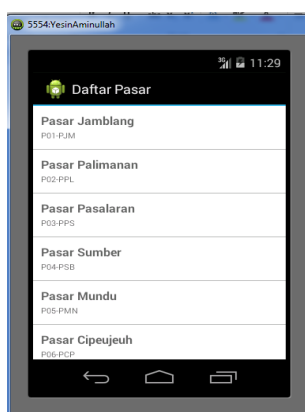 5554:YesinAminullah
3G 11:29
Daftar Pasar
Pasar Jamblang
P01-PJM
Pasar Palimanan
P02-PPL
Pasar Pasalaran
P03-PPS
Pasar Sumber
P04-PSB
Pasar Mundu
P05-PMN
Pasar Cipeujeuh
P06-PCP